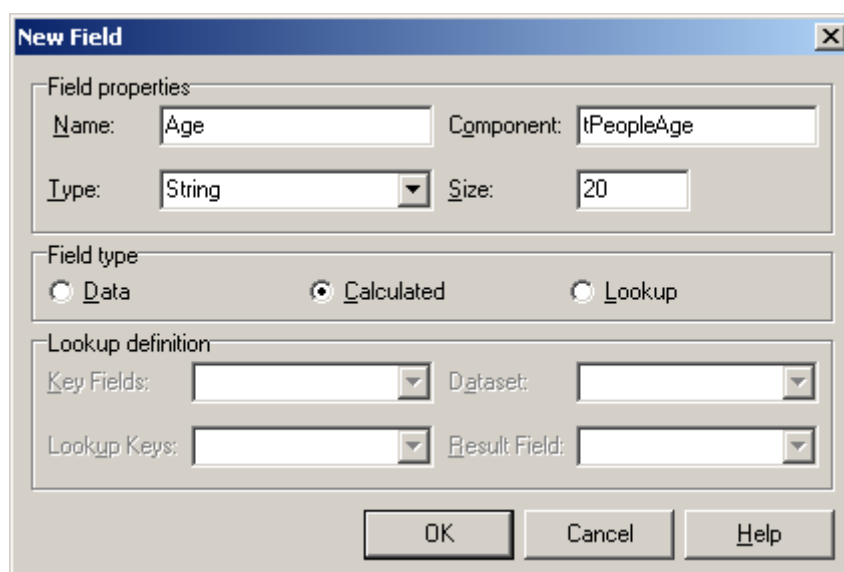 New Field
Field properties
Name: Age Component: tPeopleAge
Type: String Size: 20
Field type
Data Calculated Lookup
Lookup definition
Key Fields: Dataset:
Lookup Keys: Result Field:
OK Cancel Help